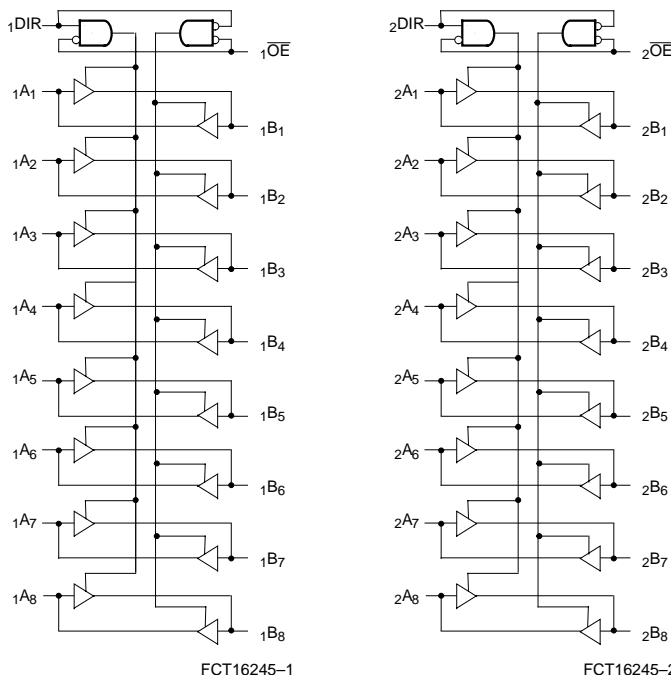 ₁DIR
₁O̅E̅
₁A₁
₁B₁
₁A₂
₁B₂
₁A₃
₁B₃
₁A₄
₁B₄
₁A₅
₁B₅
₁A₆
₁B₆
₁A₇
₁B₇
₁A₈
₁B₈
FCT16245–1
₂DIR
₂O̅E̅
₂A₁
₂B₁
₂A₂
₂B₂
₂A₃
₂B₃
₂A₄
₂B₄
₂A₅
₂B₅
₂A₆
₂B₆
₂A₇
₂B₇
₂A₈
₂B₈
FCT16245–2